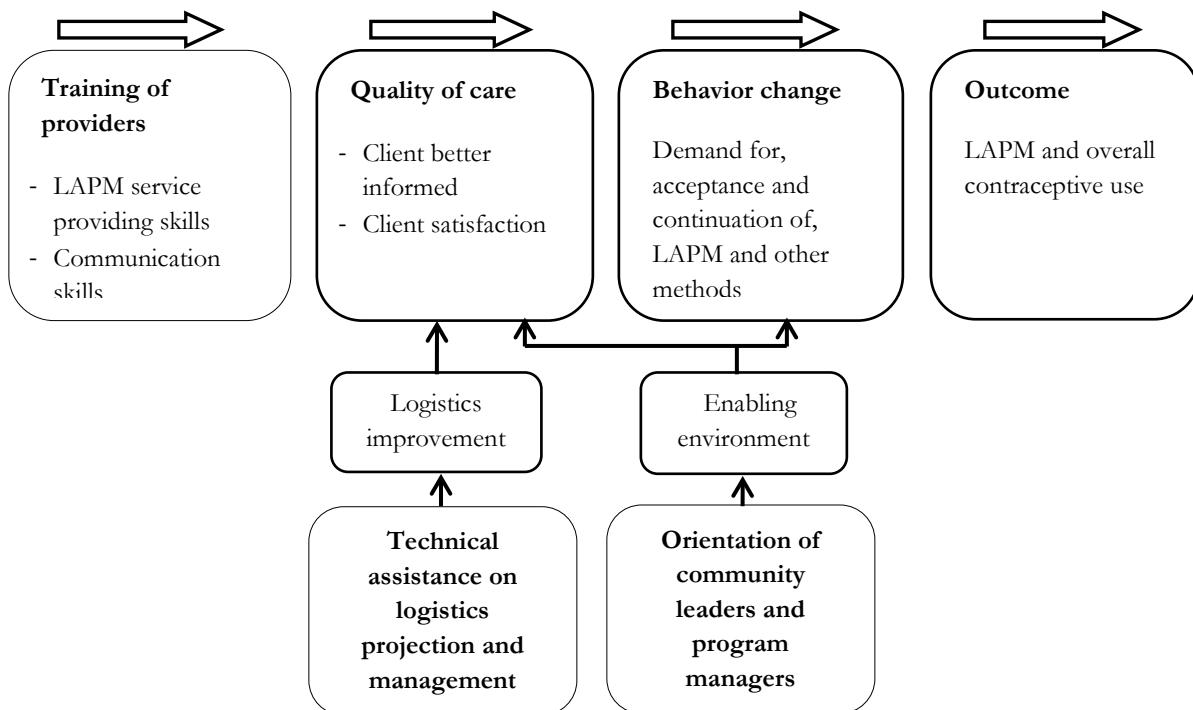 Training of
providers
- LAPM service
providing skills
- Communication
skills
Quality of care
- Client better
informed
- Client satisfaction
Behavior change
Demand for,
acceptance and
continuation of,
LAPM and other
methods
Outcome
LAPM and overall
contraceptive use
Logistics
improvement
Enabling
environment
Technical
assistance on
logistics
projection and
management
Orientation of
community
leaders and
program
managers